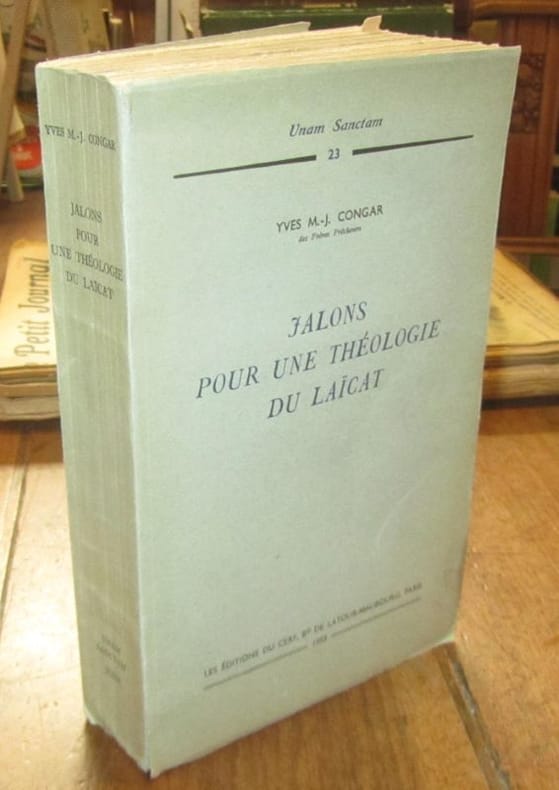 Unam Sanctam
23
YVES M.-J. CONGAR
des Frères Prêcheurs
JALONS
POUR UNE THÉOLOGIE
DU LAÏCAT
LES ÉDITIONS DU CERF, Bᴰ DE LATOUR-MAUBOURG, PARIS
YVES M.-J. CONGAR
JALONS
POUR
UNE THÉOLOGIE
DU LAÏCAT
Petit Journal